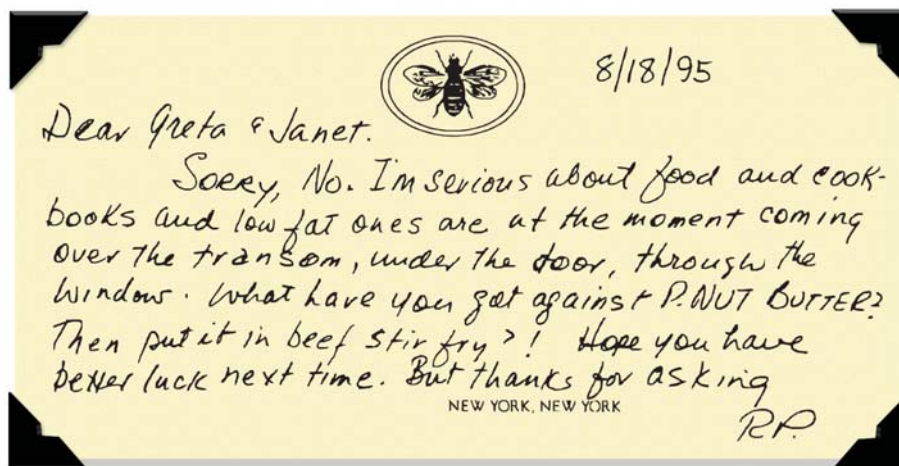 8/18/95
Dear Greta & Janet.
Sorry, No. I'm serious about food and cook-
books and low fat ones are at the moment coming
over the transom, under the door, through the
window. What have you got against P.NUT BUTTER?
Then put it in beef stir fry?! Hope you have
better luck next time. But thanks for asking
NEW YORK, NEW YORK
R.P.